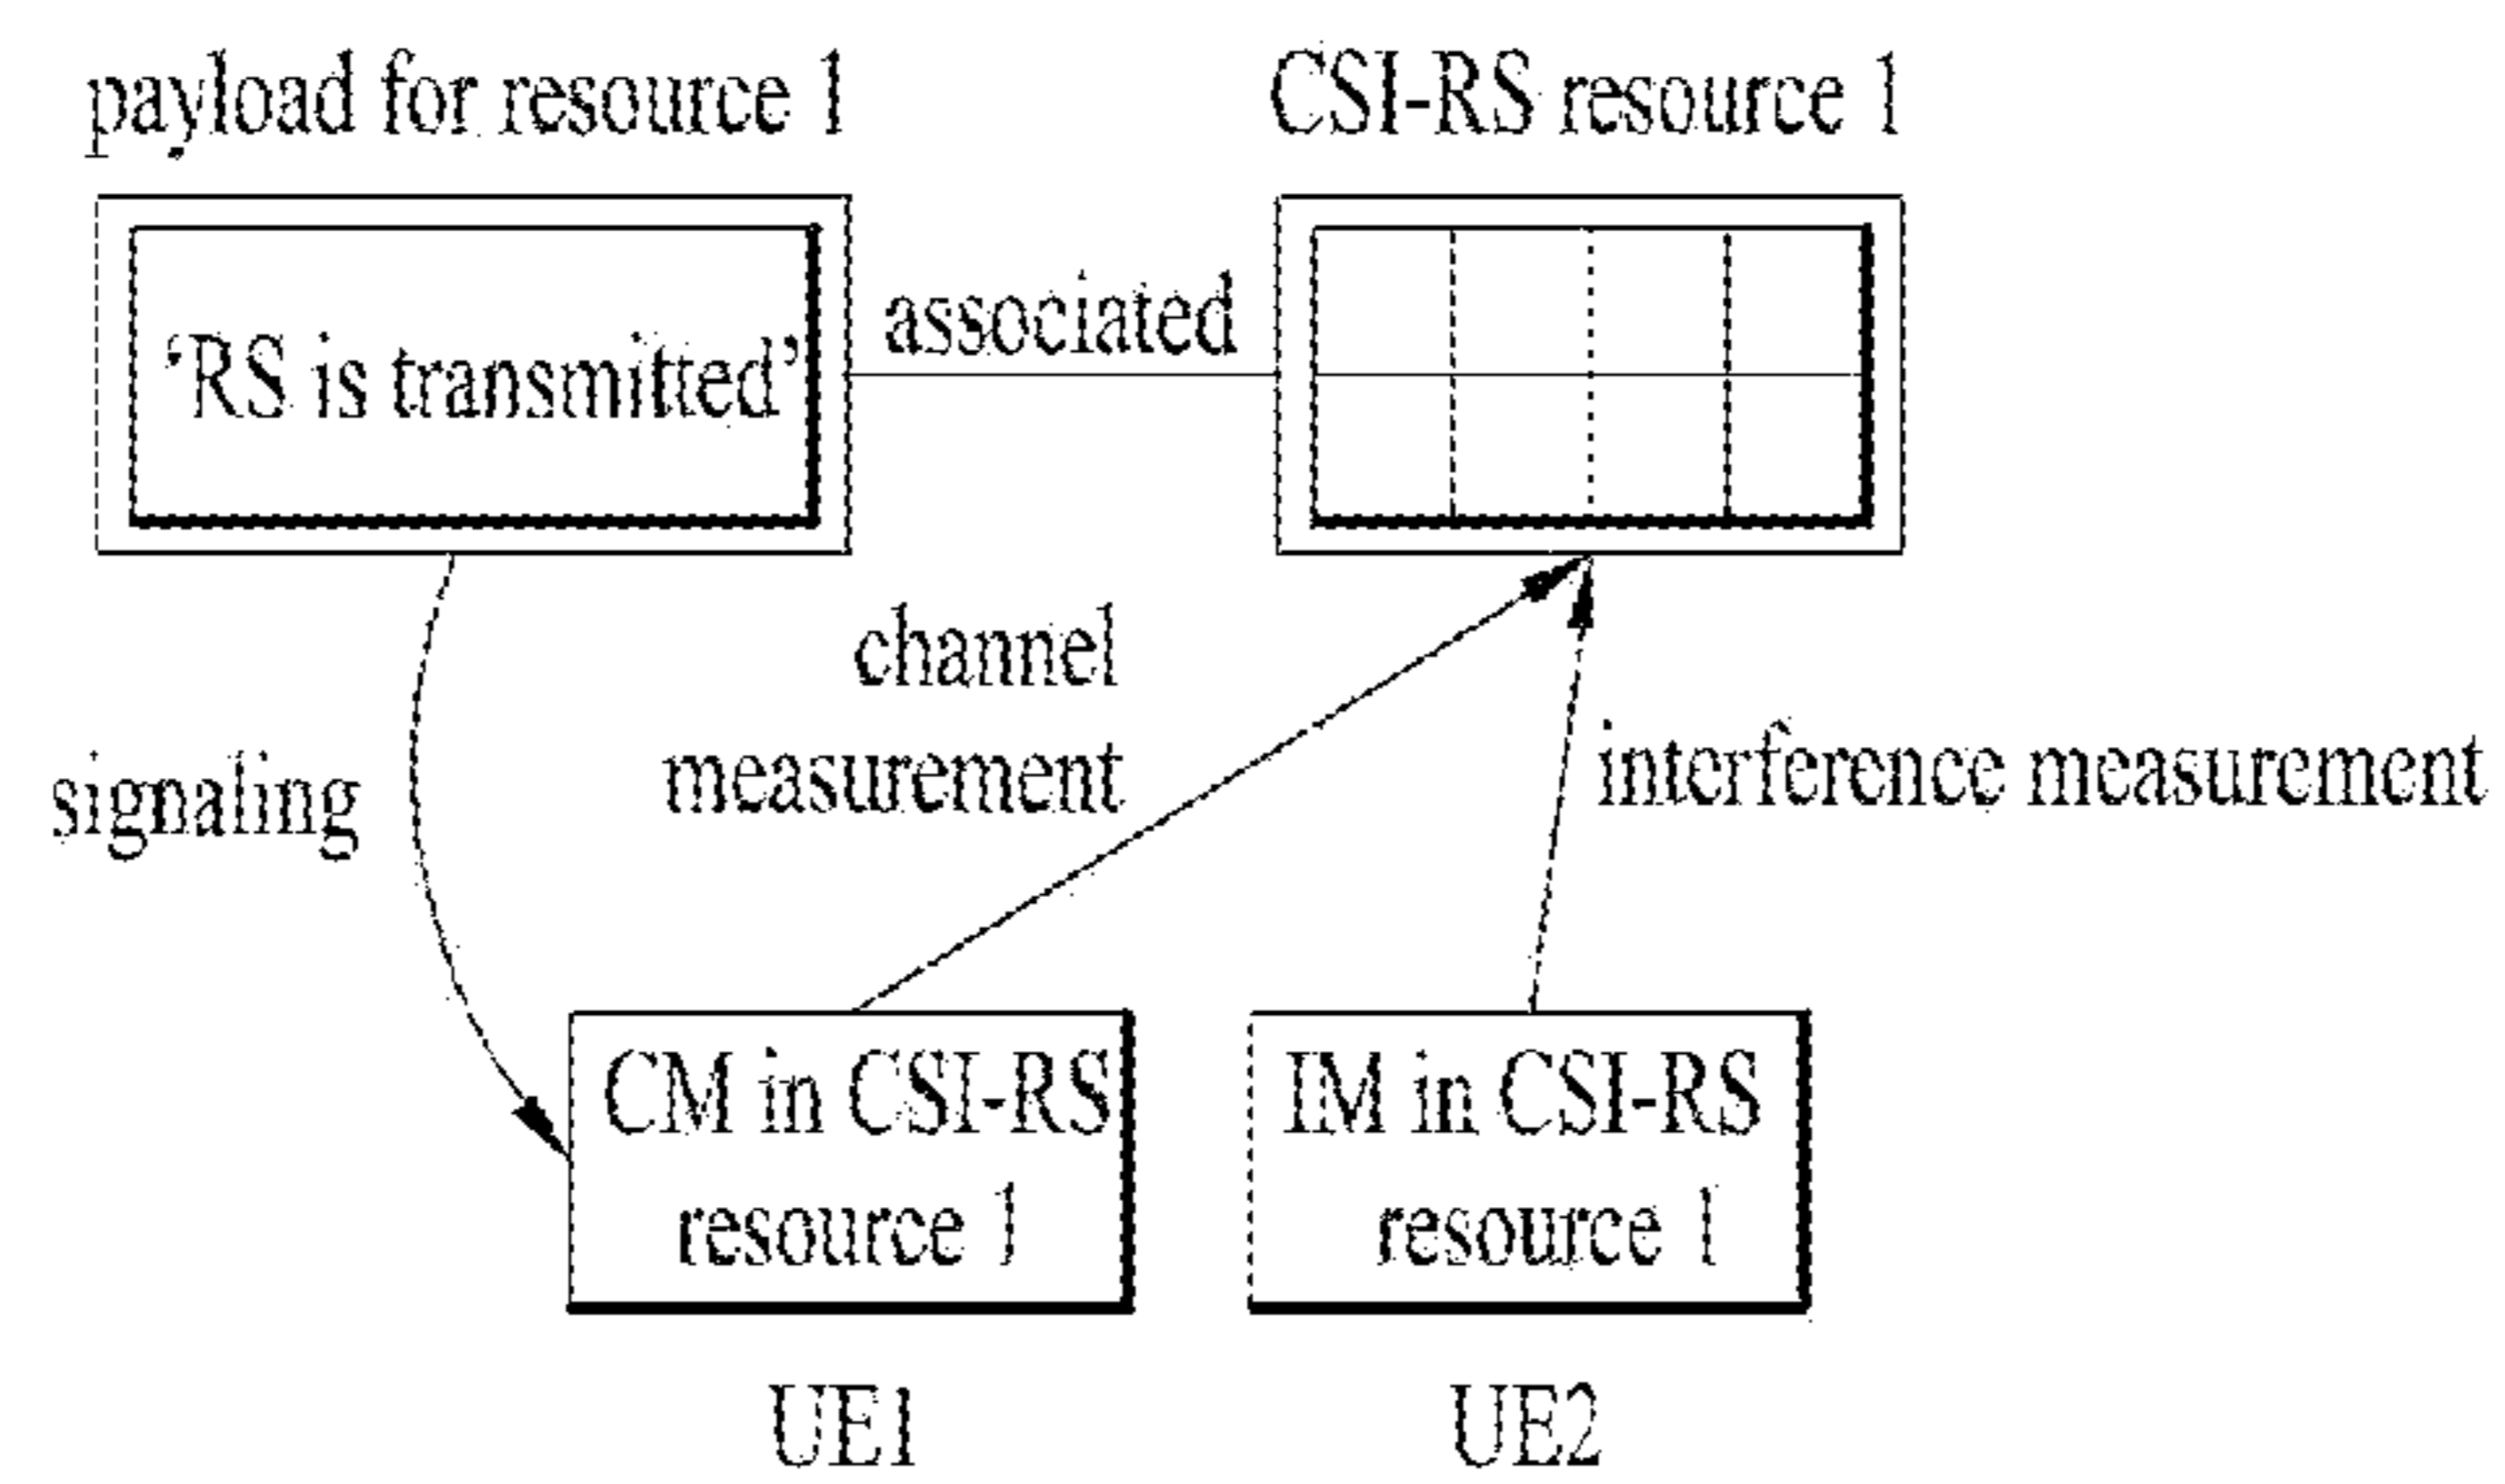 payload for resource 1
CSI-RS resource 1
‘RS is transmitted’
associated
channel
measurement
signaling
interference measurement
CM in CSI-RS
resource 1
IM in CSI-RS
resource 1
UE1
UE2